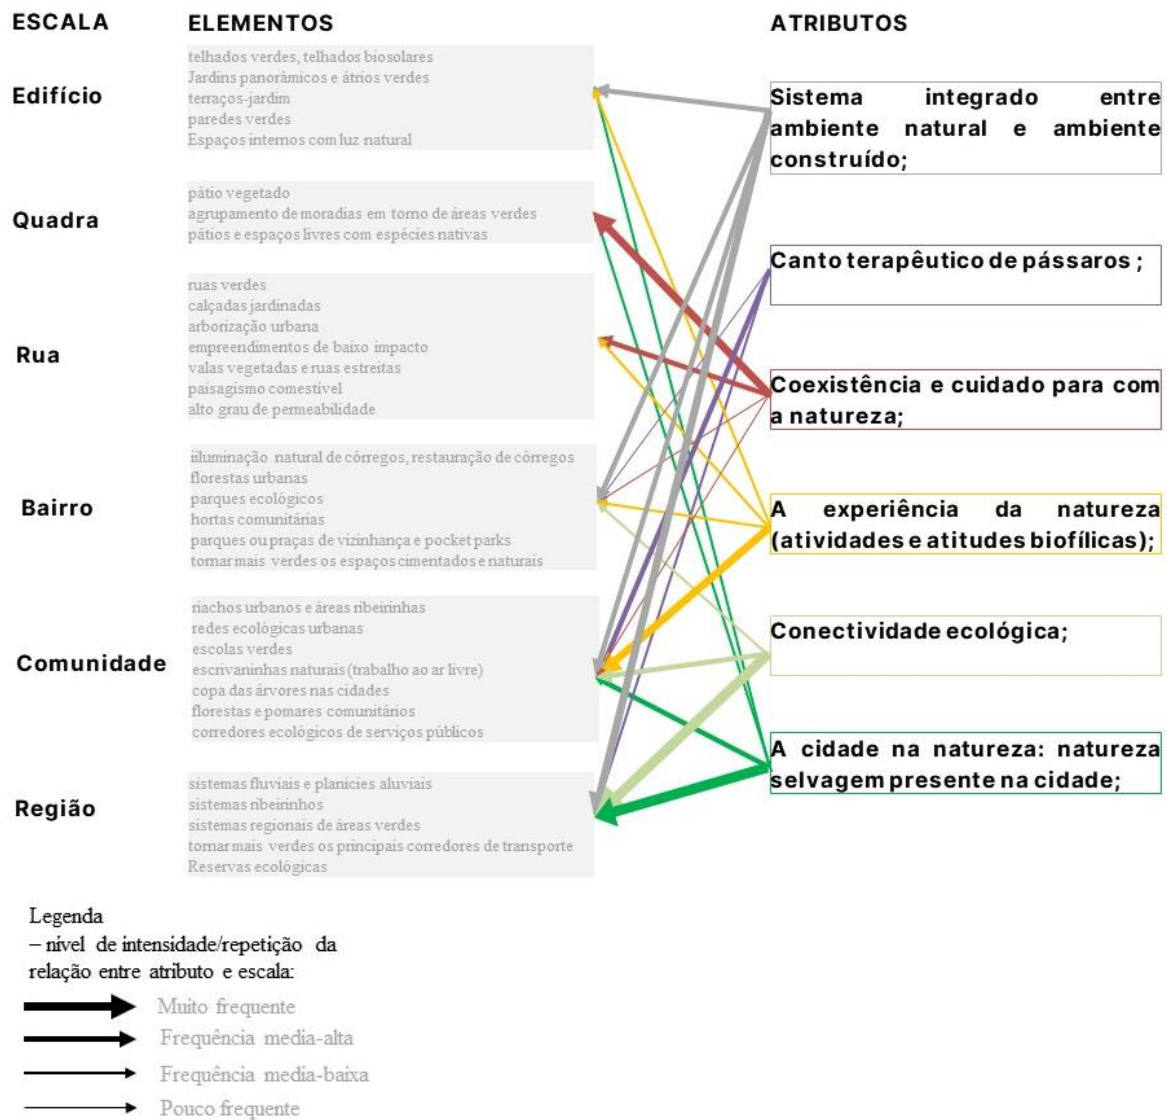 ESCALA
ELEMENTOS
ATRIBUTOS
Edifício
telhados verdes, telhados biosolares
Jardins panorâmicos e átrios verdes
terraços-jardim
paredes verdes
Espaços internos com luz natural
Quadra
pátio vegetado
agrupamento de moradias em torno de áreas verdes
pátios e espaços livres com espécies nativas
Rua
ruas verdes
calçadas jardinadas
arborização urbana
empreendimentos de baixo impacto
valas vegetadas e ruas estreitas
paisagismo comestível
alto grau de permeabilidade
Bairro
iiluminação natural de córregos, restauração de córregos
florestas urbanas
parques ecológicos
hortas comunitárias
parques ou praças de vizinhança e pocket parks
tornar mais verdes os espaços cimentados e naturais
Comunidade
riachos urbanos e áreas ribeirinhas
redes ecológicas urbanas
escolas verdes
escrivaninhas naturais (trabalho ao ar livre)
copa das árvores nas cidades
florestas e pomares comunitários
corredores ecológicos de serviços públicos
Região
sistemas fluviais e planícies aluviais
sistemas ribeirinhos
sistemas regionais de áreas verdes
tornar mais verdes os principais corredores de transporte
Reservas ecológicas
Sistema integrado entre
ambiente natural e ambiente
construído;
Canto terapêutico de pássaros ;
Coexistência e cuidado para com
a natureza;
A experiência da natureza
(atividades e atitudes biofílicas);
Conectividade ecológica;
A cidade na natureza: natureza
selvagem presente na cidade;
Legenda
– nível de intensidade/repetição da
relação entre atributo e escala:
Muito frequente
Frequência media-alta
Frequência media-baixa
Pouco frequente